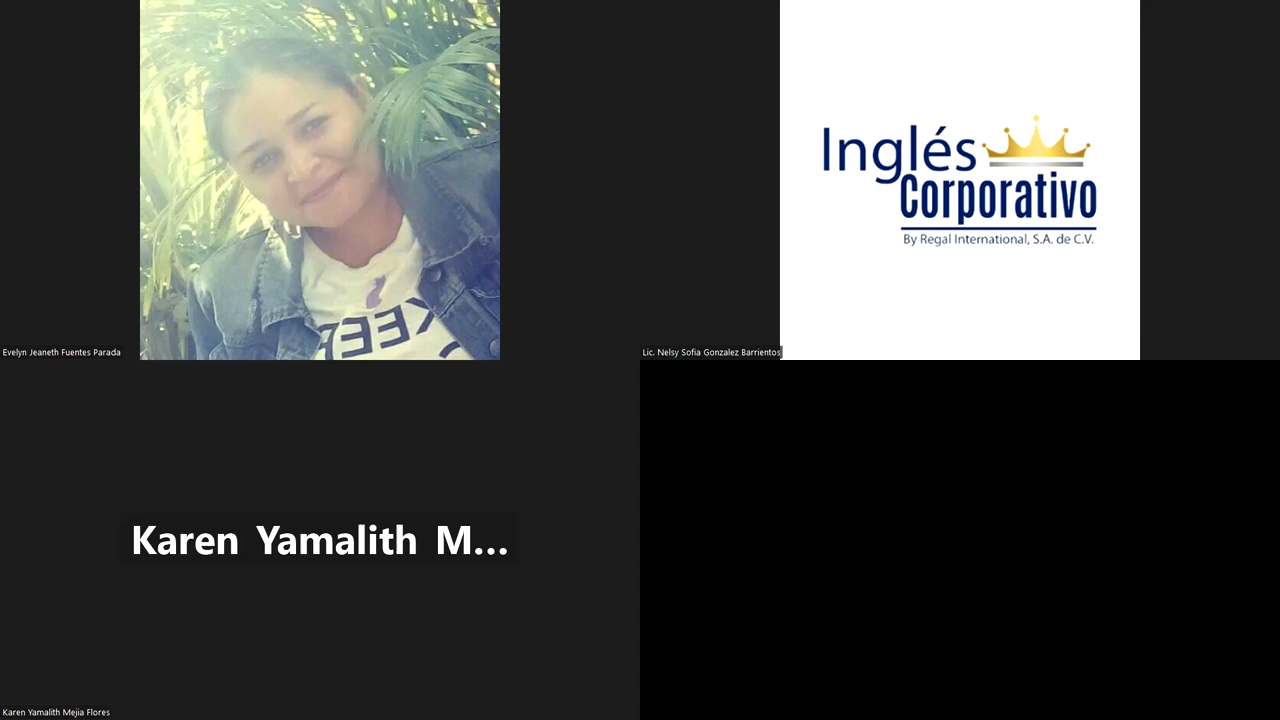 Inglés
Corporativo
By Regal International, S.A. de C.V.
Evelyn Jeaneth Fuentes Parada
Lic. Nelsy Sofia Gonzalez Barrientos
Karen Yamalith M...
Karen Yamalith Mejia Flores